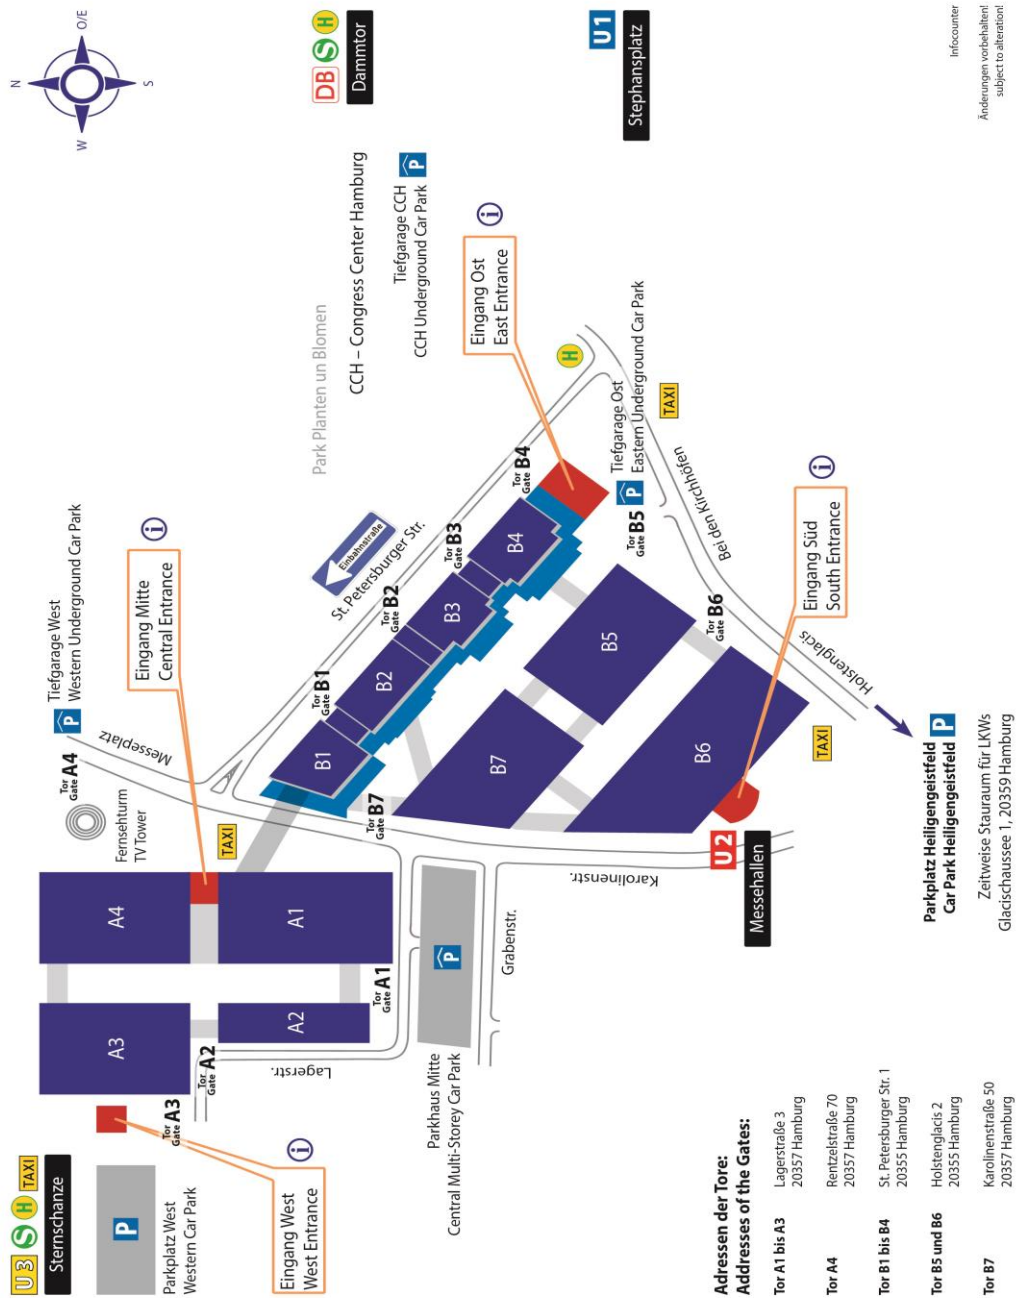 N
O/E
S
W
U3 S H TAXI
Sternschanze
P
Parkplatz West
Western Car Park
Eingang West
West Entrance
i
Tor
Gate A3
Tor
Gate A2
Lagerstr.
A3
A4
A2
A1
Tor
Gate A1
TAXI
Fernsehturm
TV Tower
Tor
Gate A4
P
Tiefgarage West
Western Underground Car Park
Messeplatz
Eingang Mitte
Central Entrance
i
P
Parkhaus Mitte
Central Multi-Storey Car Park
Grabenstr.
Karolinenstr.
Tor
Gate B7
Tor
Gate B1
Tor
Gate B2
Tor
Gate B3
Tor
Gate B4
Einbahnstraße
St. Petersburger Str.
B1
B2
B3
B4
B5
B6
B7
Park Planten un Blomen
CCH – Congress Center Hamburg
Tiefgarage CCH
CCH Underground Car Park
P
DB S H
Dammtor
U1
Stephansplatz
Eingang Ost
East Entrance
i
H
Tiefgarage Ost
Eastern Underground Car Park
P
Tor
Gate B5
TAXI
Bei den Kirchhöfen
Tor
Gate B6
Holstenglacis
Eingang Süd
South Entrance
i
TAXI
U2
Messehallen
Parkplatz Heiligengeistfeld
Car Park Heiligengeistfeld
P
Zeitweise Stauraum für LKWs
Glacischaussee 1, 20359 Hamburg
Adressen der Tore:
Addresses of the Gates:
Tor A1 bis A3 Lagerstraße 3
20357 Hamburg
Tor A4 Rentzelstraße 70
20357 Hamburg
Tor B1 bis B4 St. Petersburger Str. 1
20355 Hamburg
Tor B5 und B6 Holstenglacis 2
20355 Hamburg
Tor B7 Karolinenstraße 50
20357 Hamburg
Infocounter
Änderungen vorbehalten!
subject to alteration!